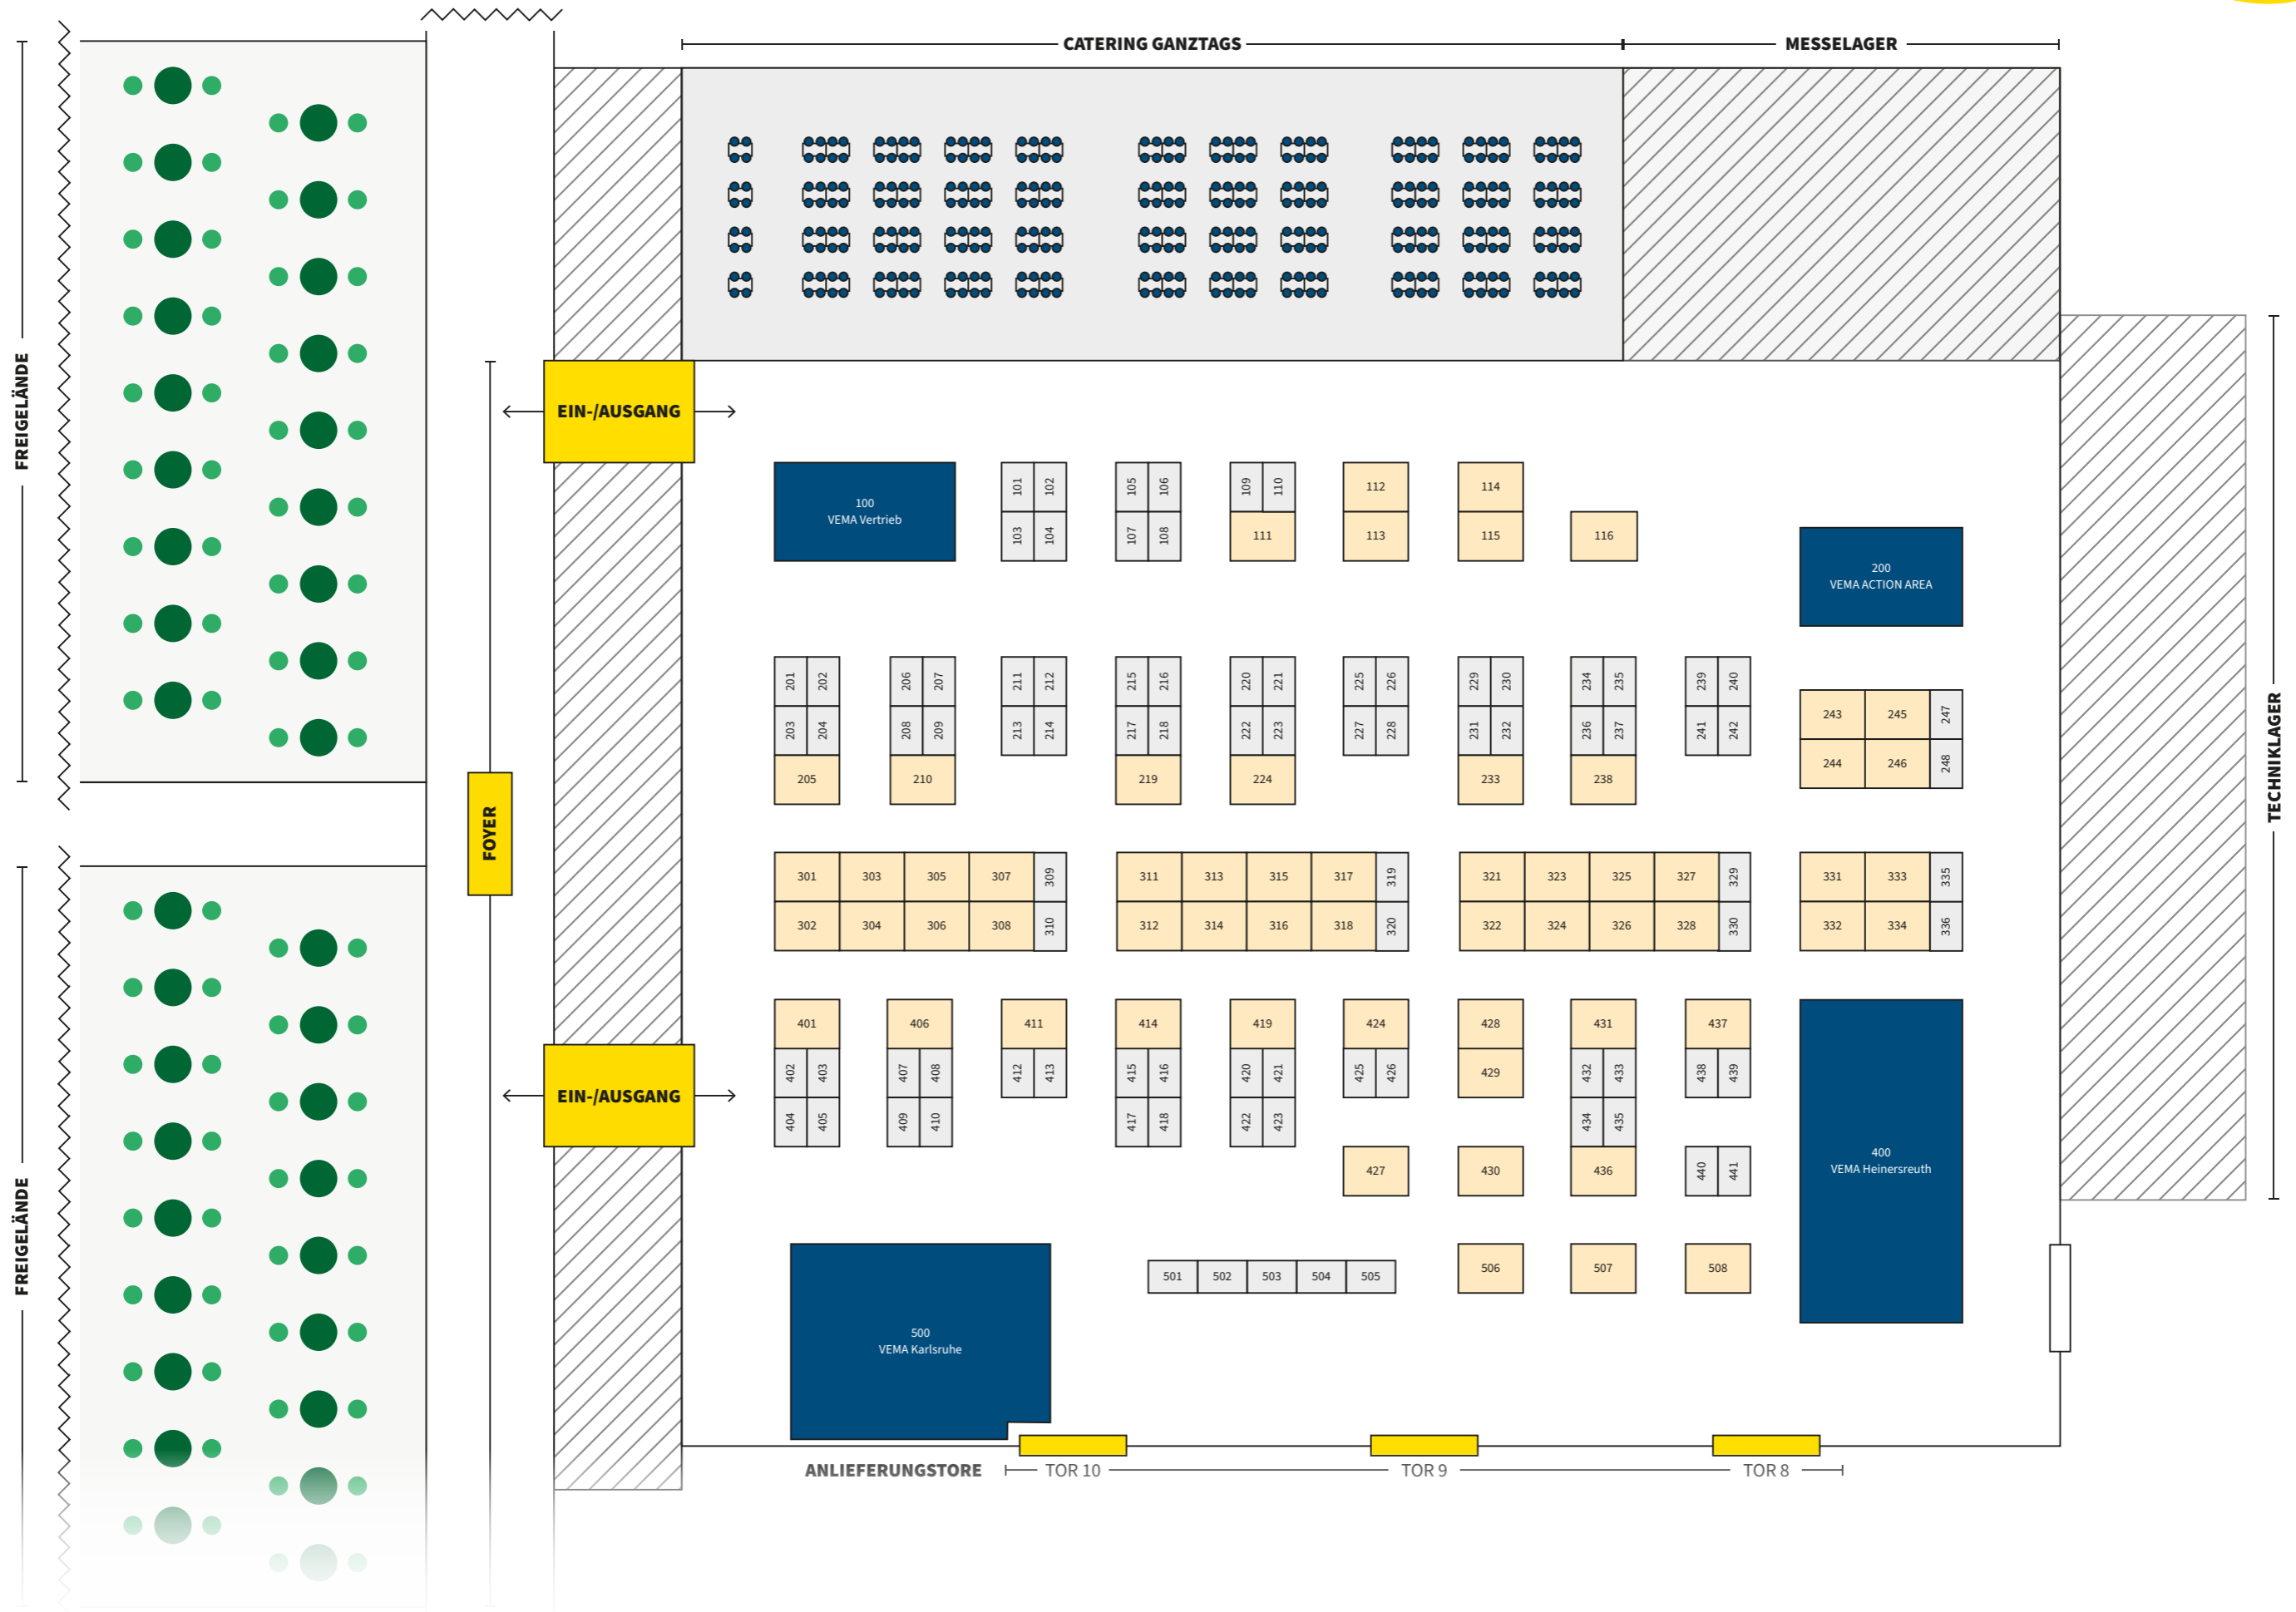 CATERING GANZTAGS
MESSELAGER
FREIGELÄNDE
EIN-/AUSGANG
100
VEMA Vertrieb
101 102
105 106
109 110
112
114
103 104
107 108
111
113
115
116
200
VEMA ACTION AREA
201 202
206 207
211 212
215 216
220 221
225 226
229 230
234 235
239 240
203 204
208 209
213 214
217 218
222 223
227 228
231 232
236 237
241 242
205
210
219
224
233
238
243 245 247
244 246 248
TECHNIKLAGER
FOYER
301 303 305 307 309
311 313 315 317 319
321 323 325 327 329
331 333 335
302 304 306 308 310
312 314 316 318 320
322 324 326 328 330
332 334 336
FREIGELÄNDE
EIN-/AUSGANG
401
406
411
414
419
424
428
431
437
402 403
407 408
412 413
415 416
420 421
425 426
429
432 433
438 439
404 405
409 410
417 418
422 423
434 435
427
430
436
440 441
400
VEMA Heinersreuth
500
VEMA Karlsruhe
501 502 503 504 505
506
507
508
ANLIEFERUNGSTORE
TOR 10
TOR 9
TOR 8